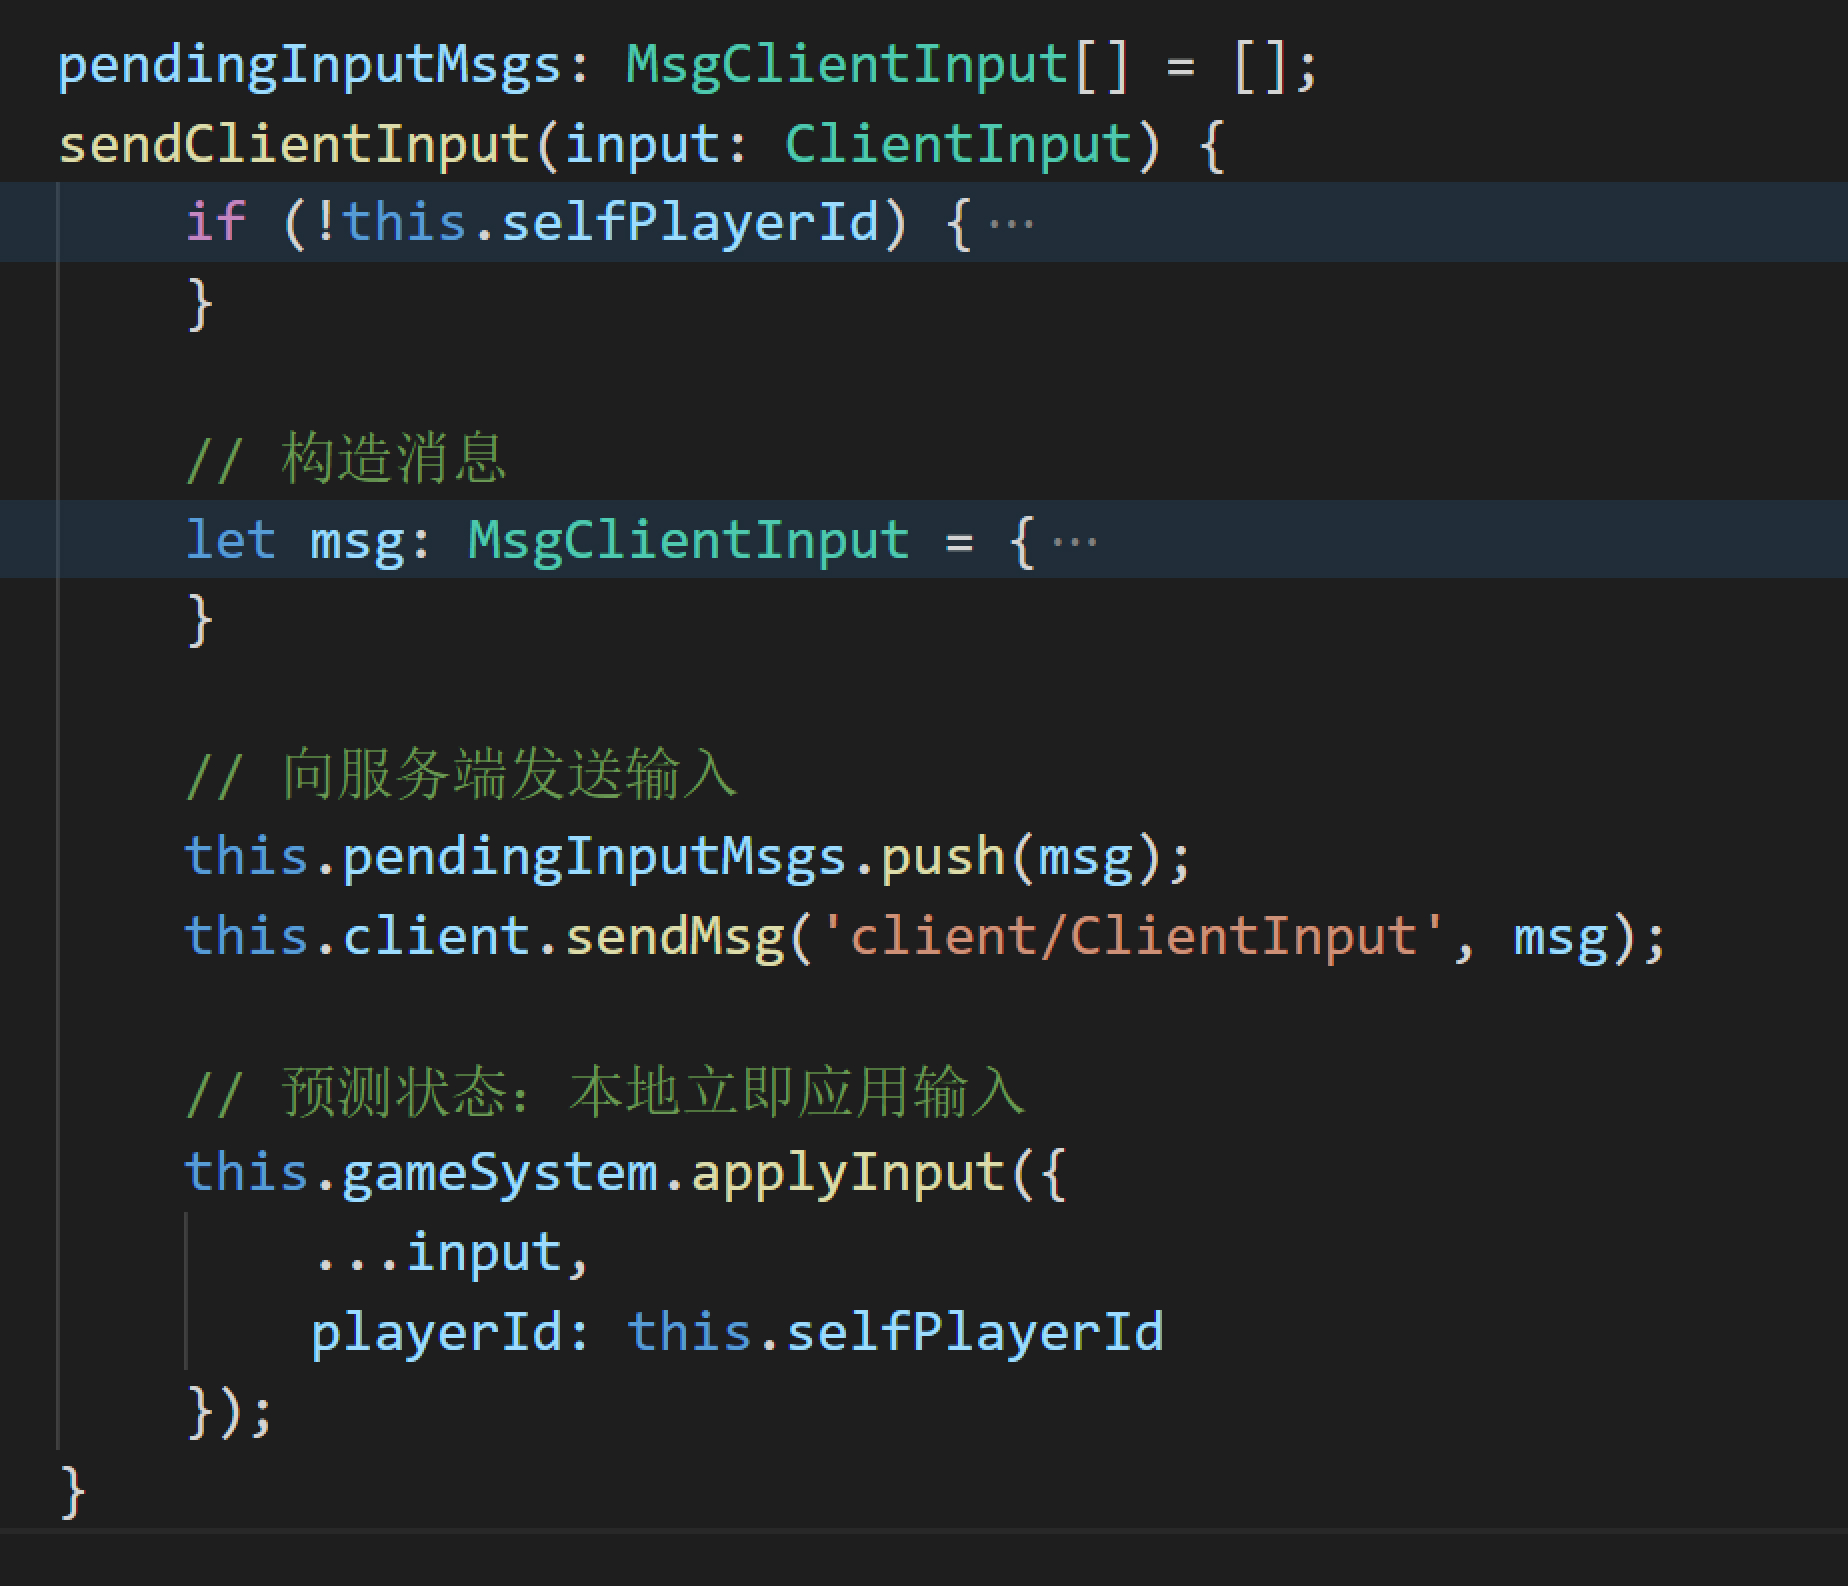 pendingInputMsgs: MsgClientInput[] = [];
sendClientInput(input: ClientInput) {
    if (!this.selfPlayerId) {···
    }

    // 构造消息
    let msg: MsgClientInput = {···
    }

    // 向服务端发送输入
    this.pendingInputMsgs.push(msg);
    this.client.sendMsg('client/ClientInput', msg);

    // 预测状态：本地立即应用输入
    this.gameSystem.applyInput({
        ...input,
        playerId: this.selfPlayerId
    });
}